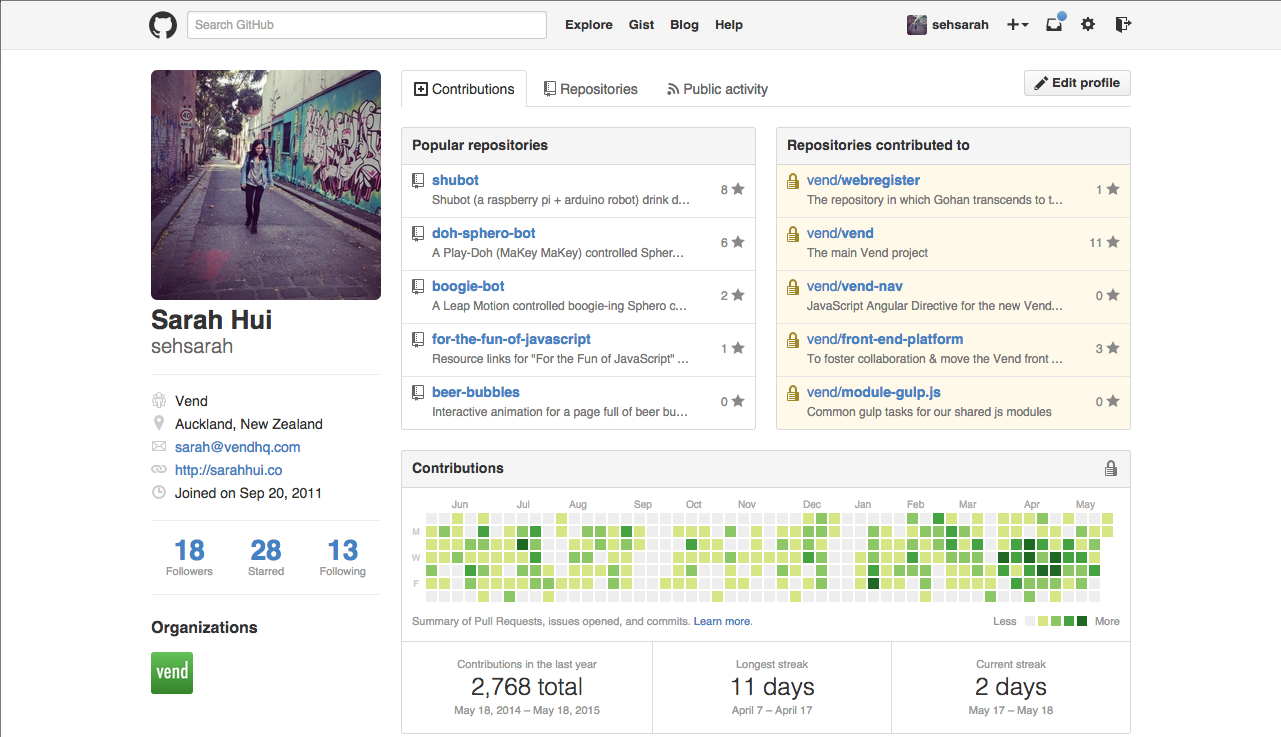 Search GitHub
Explore Gist Blog Help
sehsarah
Contributions
Repositories
Public activity
Edit profile
40
Sarah Hui
sehsarah
Vend
Auckland, New Zealand
sarah@vendhq.com
http://sarahhui.co
Joined on Sep 20, 2011
18 28 13
Followers Starred Following
Organizations
vend
Popular repositories
shubot
Shubot (a raspberry pi + arduino robot) drink d...
8
doh-sphero-bot
A Play-Doh (MaKey MaKey) controlled Spher...
6
boogie-bot
A Leap Motion controlled boogie-ing Sphero c...
2
for-the-fun-of-javascript
Resource links for "For the Fun of JavaScript" ...
1
beer-bubbles
Interactive animation for a page full of beer bu...
0
Repositories contributed to
vend/webregister
The repository in which Gohan transcends to t...
1
vend/vend
The main Vend project
11
vend/vend-nav
JavaScript Angular Directive for the new Vend...
0
vend/front-end-platform
To foster collaboration & move the Vend front ...
3
vend/module-gulp.js
Common gulp tasks for our shared js modules
0
Contributions
Jun Jul Aug Sep Oct Nov Dec Jan Feb Mar Apr May
M
W
F
Summary of Pull Requests, issues opened, and commits. Learn more.
Less More
Contributions in the last year
2,768 total
May 18, 2014 – May 18, 2015
Longest streak
11 days
April 7 – April 17
Current streak
2 days
May 17 – May 18